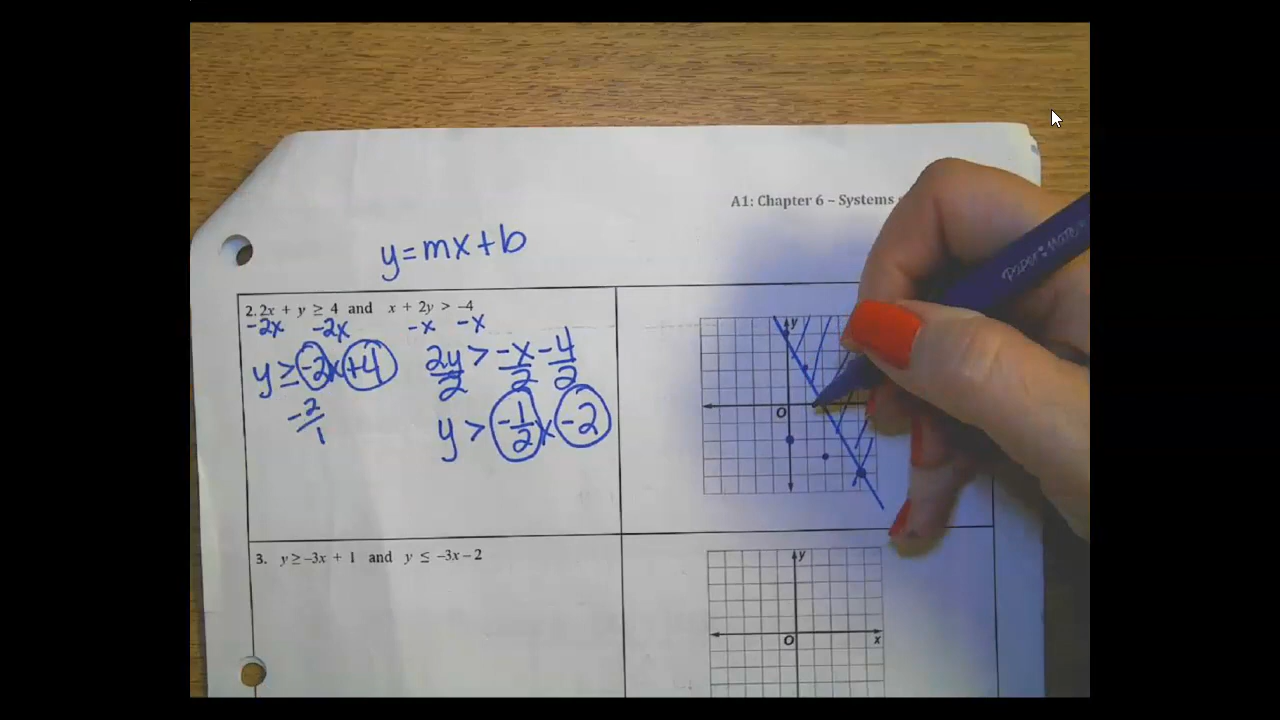 A1: Chapter 6 – Systems
PAPER:MATE
y=mx+b
2. 2x + y ≥ 4 and x + 2y > –4
-2x -2x -x -x
y ≥ -2x +4
-2/1
2y/2 > -x/2 - 4/2
y > -1/2 x -2
y
O
3. y ≥ –3x + 1 and y ≤ –3x – 2
y
O
x